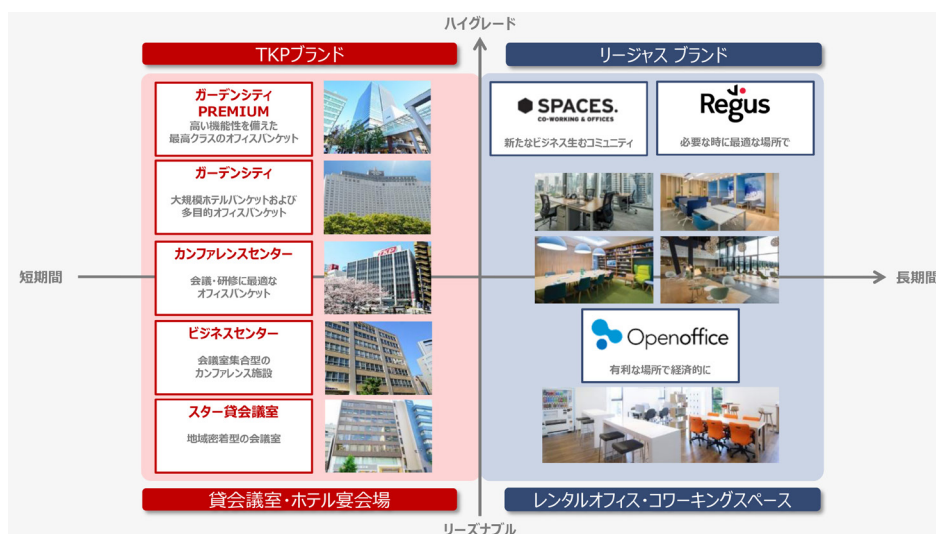 ハイグレード
TKPブランド
リージャス ブランド
ガーデンシティ
PREMIUM
高い機能性を備えた
最高クラスのオフィスバンケット
ガーデンシティ
大規模ホテルバンケットおよび
多目的オフィスバンケット
カンファレンスセンター
会議・研修に最適な
オフィスバンケット
ビジネスセンター
会議室集合型の
カンファレンス施設
スター貸会議室
地域密着型の会議室
SPACES.
CO-WORKING & OFFICES
新たなビジネス生むコミュニティ
Regus
必要な時に最適な場所で
Openoffice
有利な場所で経済的に
短期間
長期間
貸会議室・ホテル宴会場
レンタルオフィス・コワーキングスペース
リーズナブル